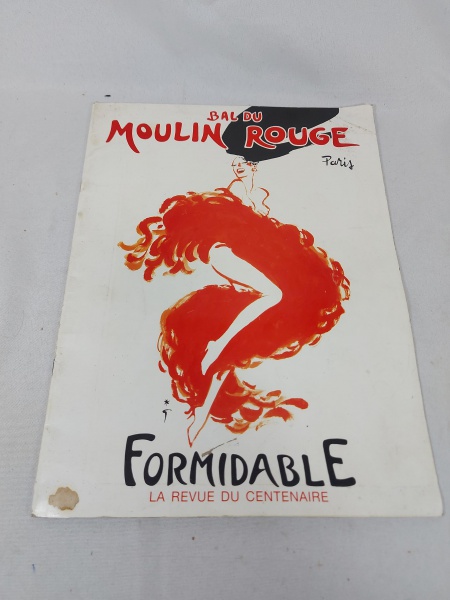 BAL DU
MOULIN ROUGE
Paris
FORMIDABLE
LA REVUE DU CENTENAIRE